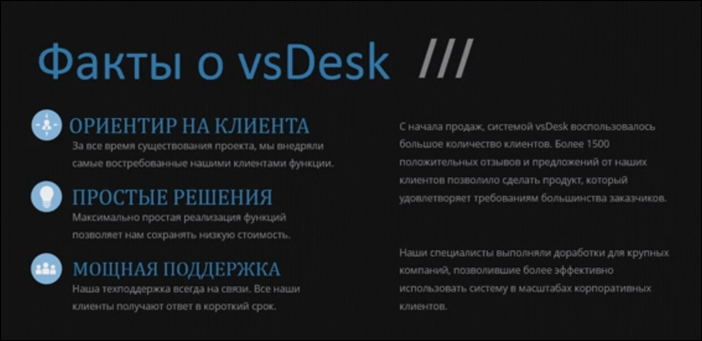 Факты о vsDesk ///
ОРИЕНТИР НА КЛИЕНТА
За все время существования проекта, мы внедряли
самые востребованные нашими клиентами функции.
ПРОСТЫЕ РЕШЕНИЯ
Максимально простая реализация функций
позволяет нам сохранять низкую стоимость.
МОЩНАЯ ПОДДЕРЖКА
Наша техподдержка всегда на связи. Все наши
клиенты получают ответ в короткий срок.
С начала продаж, системой vsDesk воспользовалось
большое количество клиентов. Более 1500
положительных отзывов и предложений от наших
клиентов позволило сделать продукт, который
удовлетворяет требованиям большинства заказчиков.
Наши специалисты выполняли доработки для крупных
компаний, позволившие более эффективно
использовать систему в масштабах корпоративных
клиентов.